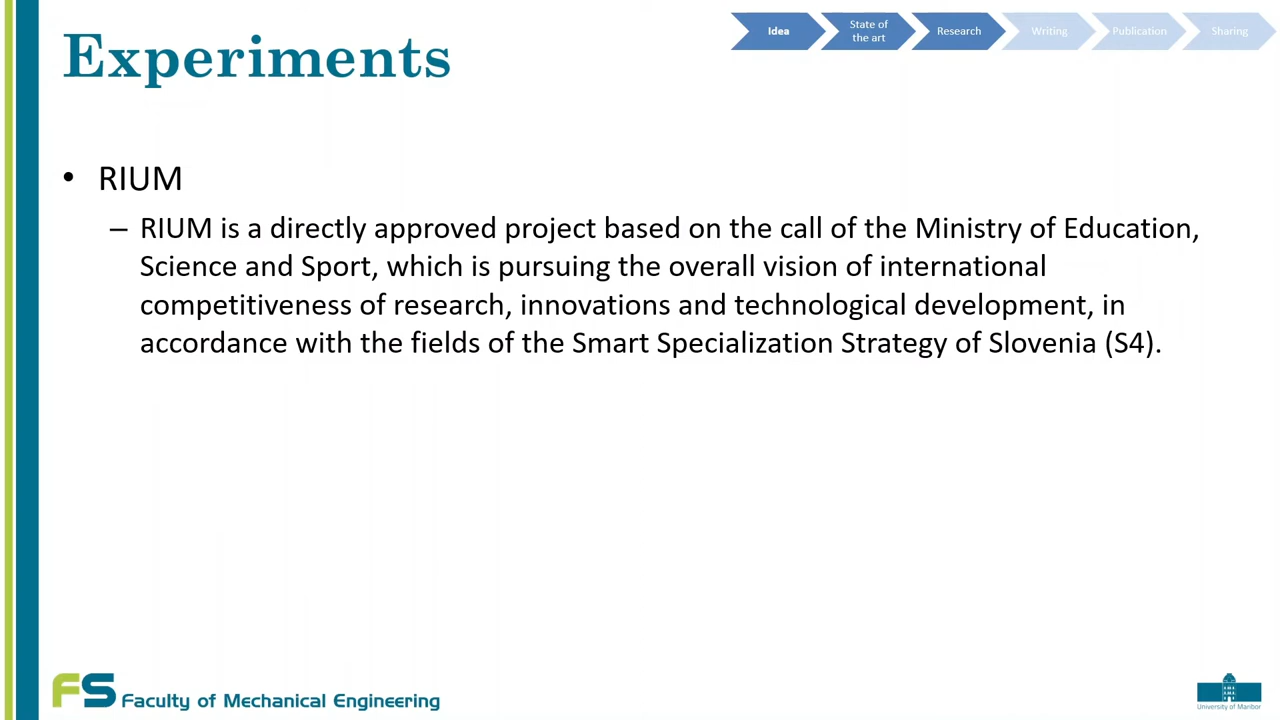 Experiments
Idea
State of
the art
Research
Writing
Publication
Sharing
• RIUM
– RIUM is a directly approved project based on the call of the Ministry of Education,
Science and Sport, which is pursuing the overall vision of international
competitiveness of research, innovations and technological development, in
accordance with the fields of the Smart Specialization Strategy of Slovenia (S4).
FS Faculty of Mechanical Engineering
University of Maribor